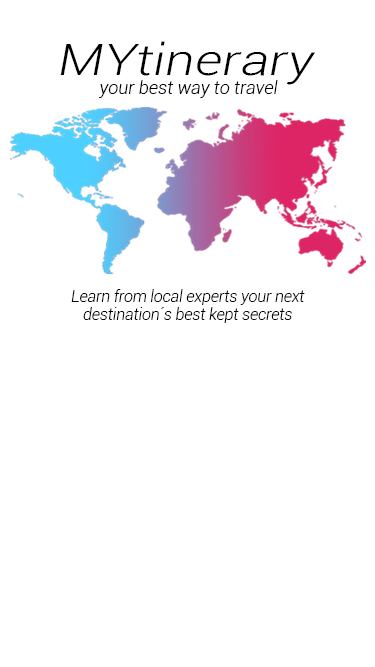 MYtinerary
your best way to travel
Learn from local experts your next
destination´s best kept secrets